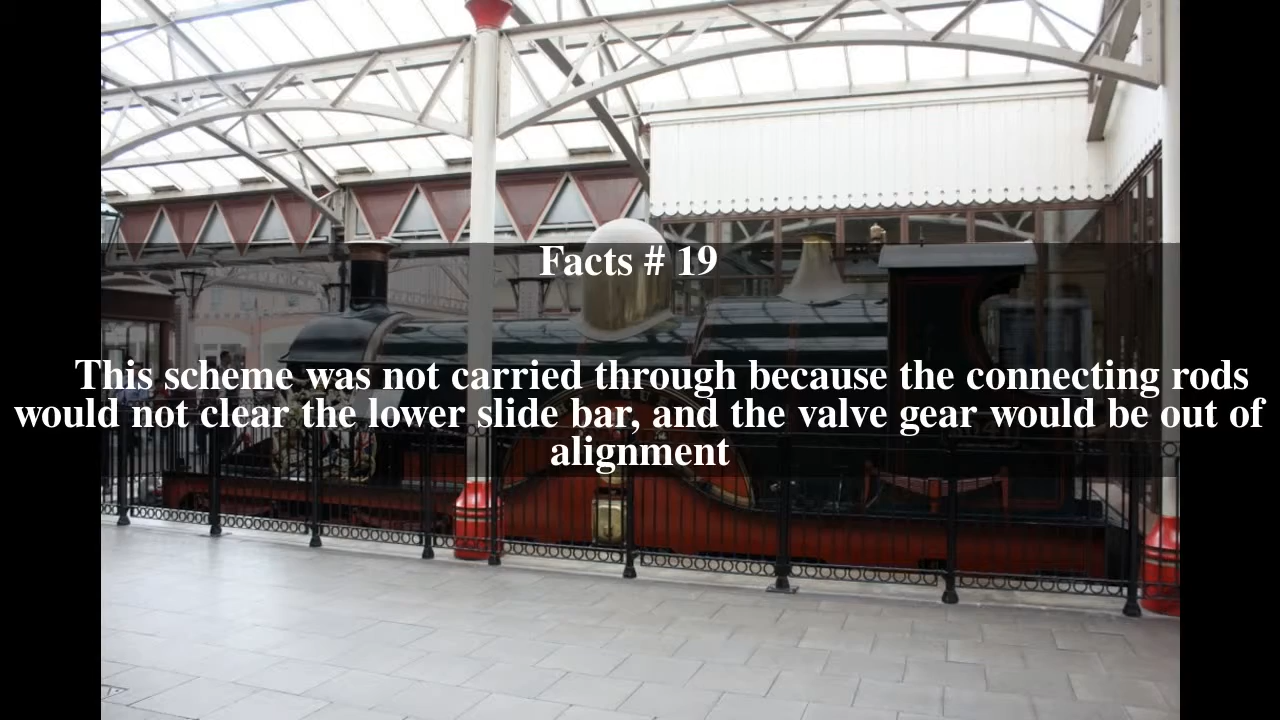 Facts # 19
This scheme was not carried through because the connecting rods
would not clear the lower slide bar, and the valve gear would be out of
alignment